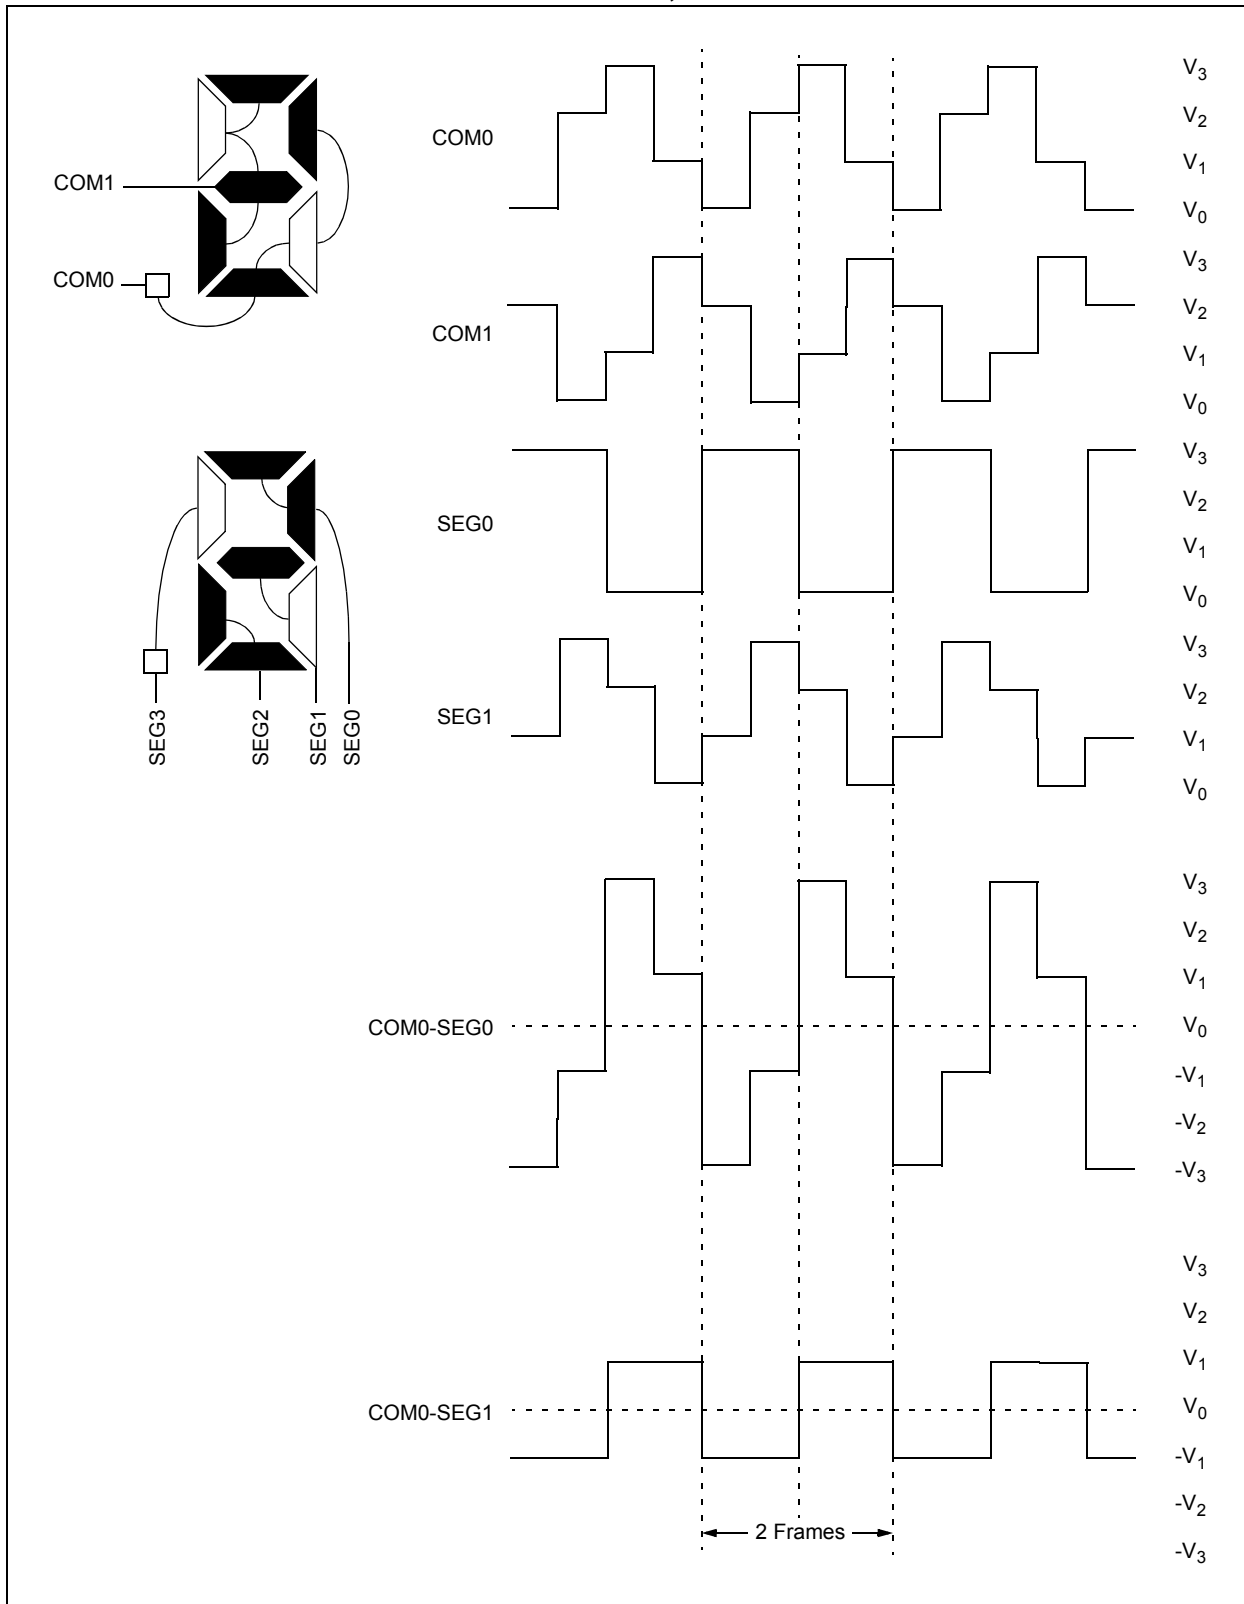 COM1
COM0
SEG3
SEG2
SEG1
SEG0
COM0
V3
V2
V1
V0
COM1
V3
V2
V1
V0
SEG0
V3
V2
V1
V0
SEG1
V3
V2
V1
V0
COM0-SEG0
V3
V2
V1
V0
-V1
-V2
-V3
COM0-SEG1
V3
V2
V1
V0
-V1
-V2
-V3
2 Frames